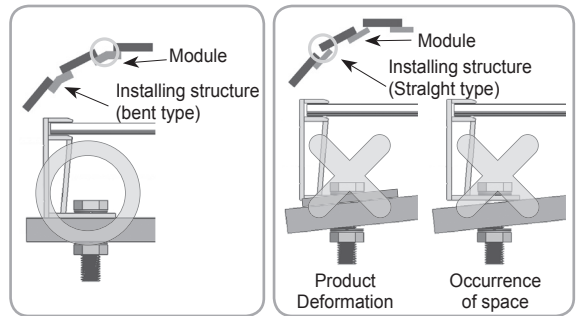 Module
Installing structure
(bent type)
Module
Installing structure
(Stralght type)
Product
Deformation
Occurrence
of space